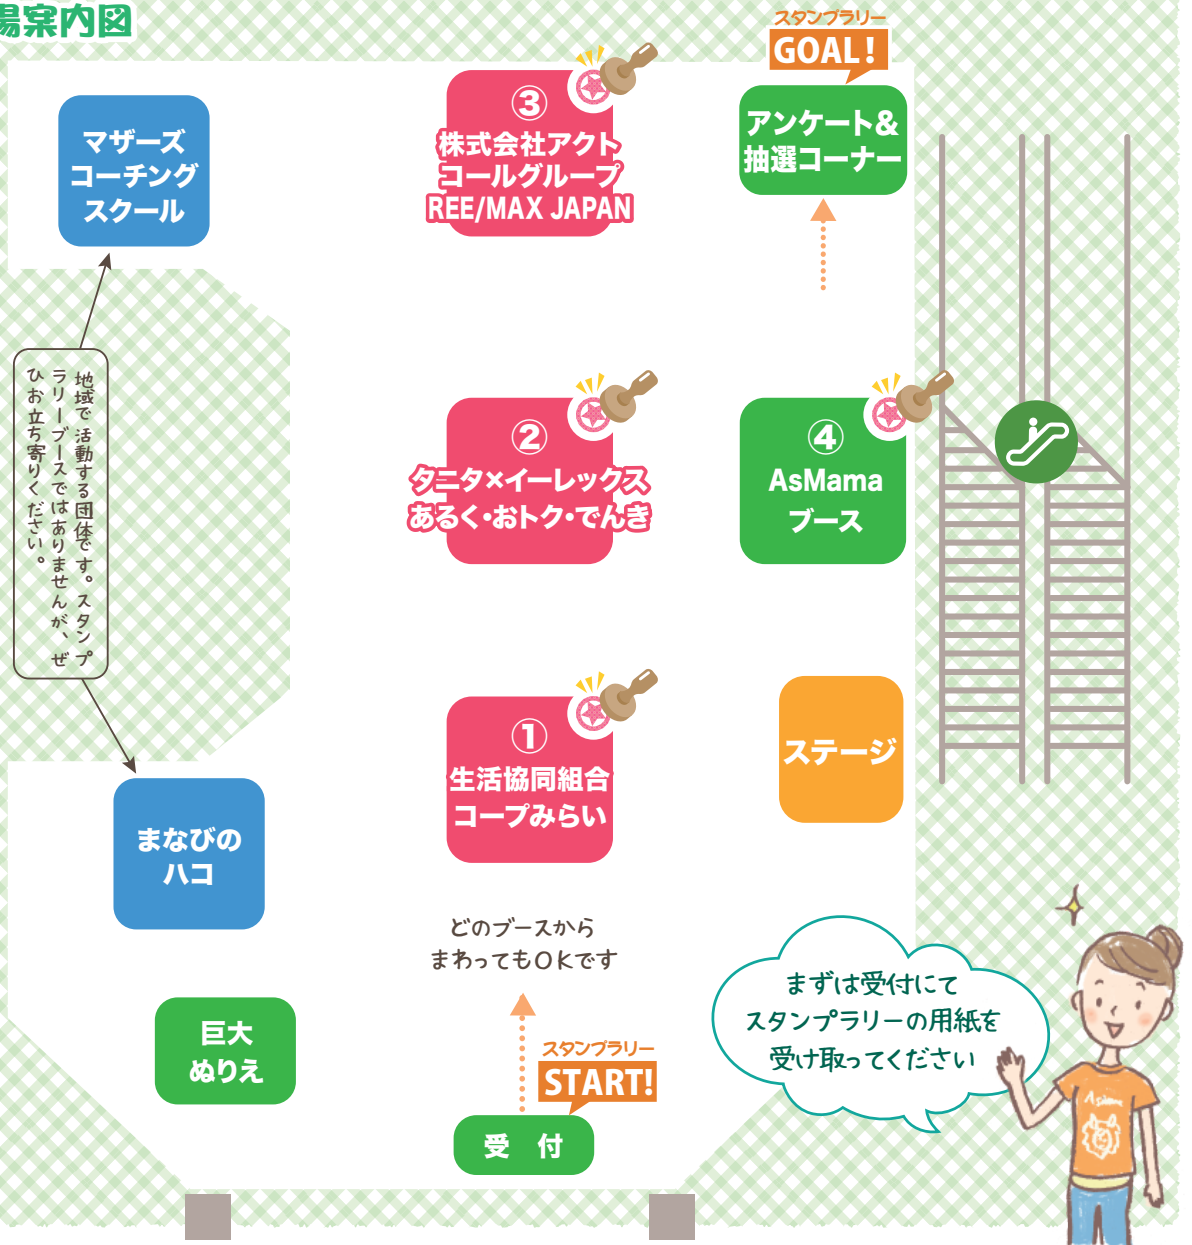 場案内図
スタンプラリー
GOAL!
アンケート&
抽選コーナー
マザーズ
コーチング
スクール
③
株式会社アクト
コールグループ
REE/MAX JAPAN
地域で活動する団体です。スタンプ
ラリーブースではありませんが、ぜ
ひお立ち寄りください。
②
タニタ×イーレックス
あるく・おトク・でんき
④
AsMama
ブース
①
生活協同組合
コープみらい
ステージ
まなびの
ハコ
どのブースから
まわってもOKです
巨大
ぬりえ
スタンプラリー
START!
受 付
まずは受付にて
スタンプラリーの用紙を
受け取ってください
AsMama